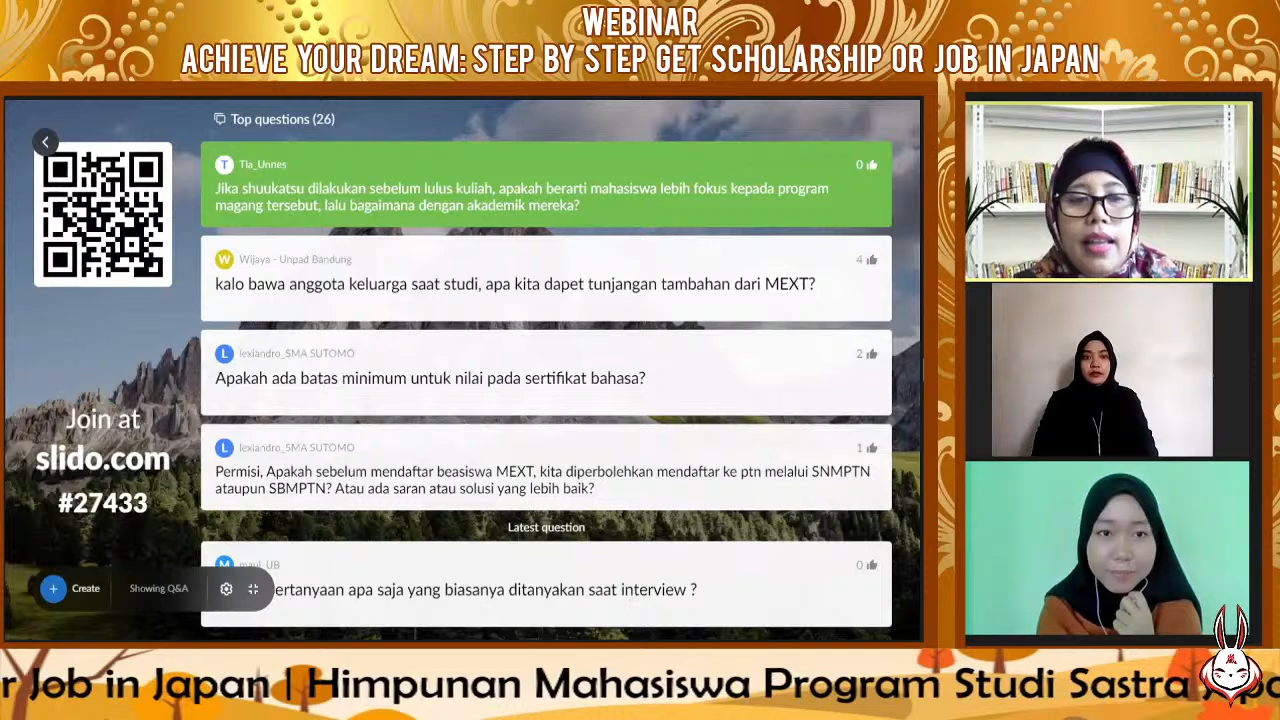 WEBINAR
ACHIEVE YOUR DREAM: STEP BY STEP GET SCHOLARSHIP OR JOB IN JAPAN
Top questions (26)
T Tia_Unnes 0
Jika shuukatsu dilakukan sebelum lulus kuliah, apakah berarti mahasiswa lebih fokus kepada program
magang tersebut, lalu bagaimana dengan akademik mereka?
W Wijaya - Unpad Bandung 4
kalo bawa anggota keluarga saat studi, apa kita dapet tunjangan tambahan dari MEXT?
L lexiandro_SMA SUTOMO 2
Apakah ada batas minimum untuk nilai pada sertifikat bahasa?
L lexiandro_SMA SUTOMO 1
Permisi, Apakah sebelum mendaftar beasiswa MEXT, kita diperbolehkan mendaftar ke ptn melalui SNMPTN
ataupun SBMPTN? Atau ada saran atau solusi yang lebih baik?
Latest question
UB 0
ertanyaan apa saja yang biasanya ditanyakan saat interview ?
Join at
slido.com
#27433
+ Create Showing Q&A
r Job in Japan | Himpunan Mahasiswa Program Studi Sastra